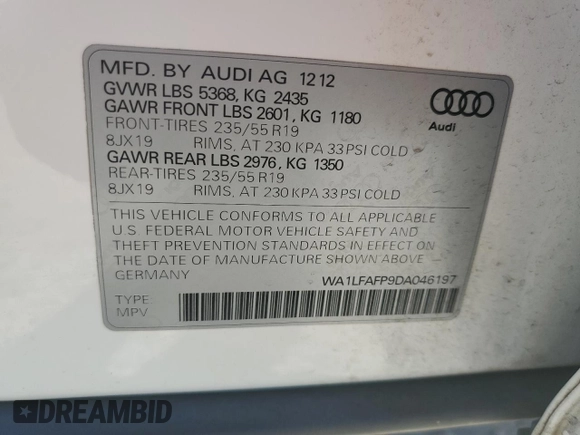 MFD. BY AUDI AG 12 12
GVWR LBS 5368, KG 2435
GAWR FRONT LBS 2601, KG 1180
FRONT-TIRES 235/55 R19
8JX19 RIMS, AT 230 KPA 33 PSI COLD
GAWR REAR LBS 2976, KG 1350
REAR-TIRES 235/55 R19
8JX19 RIMS, AT 230 KPA 33 PSI COLD
Audi
THIS VEHICLE CONFORMS TO ALL APPLICABLE
U.S. FEDERAL MOTOR VEHICLE SAFETY AND
THEFT PREVENTION STANDARDS IN EFFECT ON
THE DATE OF MANUFACTURE SHOWN ABOVE.
GERMANY
WA1LFAFP9DA046197
TYPE
MPV
DREAMBID